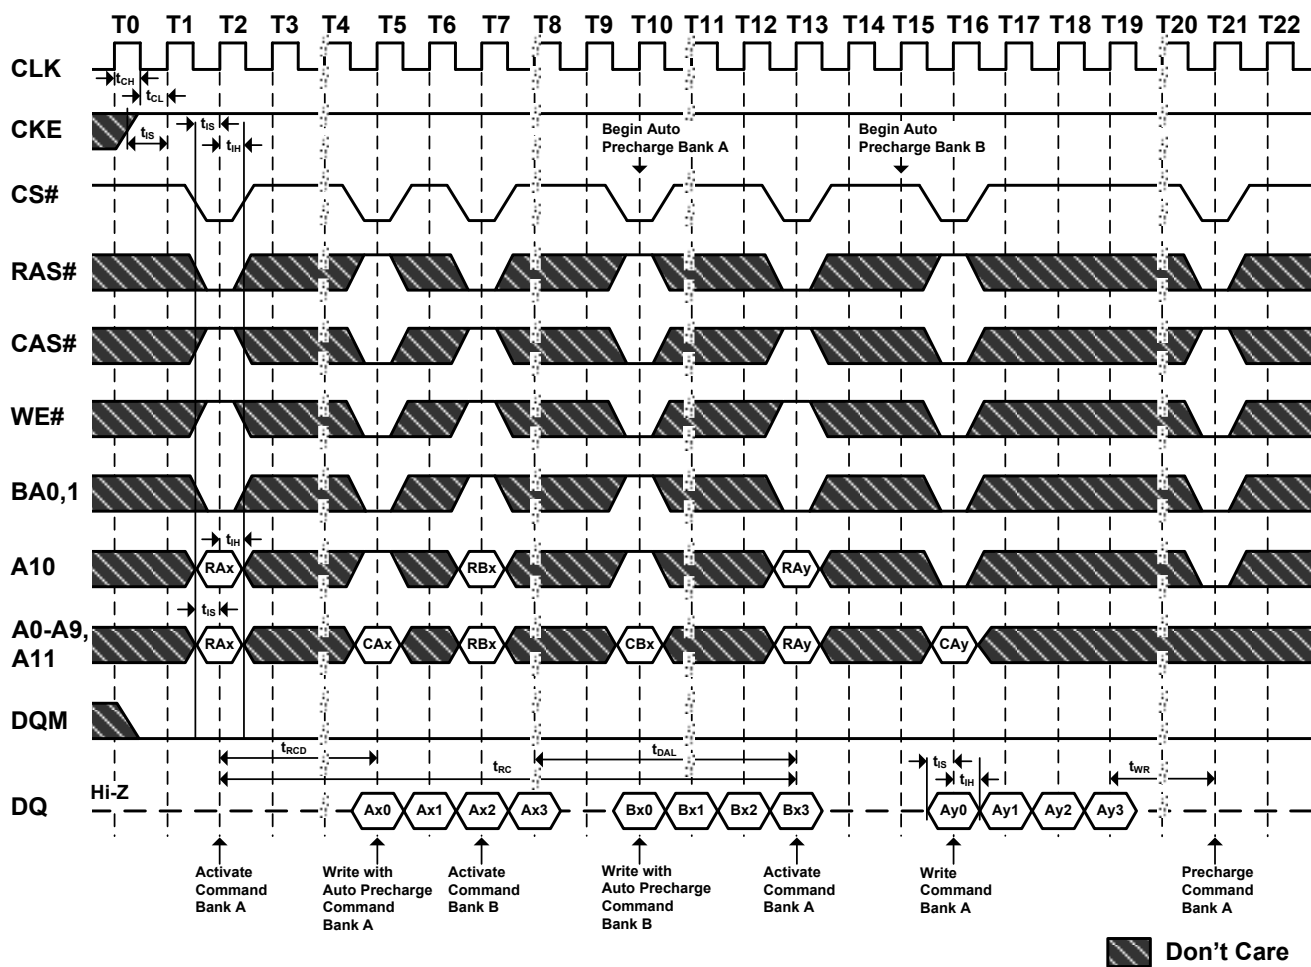 T0 T1 T2 T3 T4 T5 T6 T7 T8 T9 T10 T11 T12 T13 T14 T15 T16 T17 T18 T19 T20 T21 T22
CLK
tCH
tCL
CKE
tIS
tIS
tIH
Begin Auto
Precharge Bank A
Begin Auto
Precharge Bank B
CS#
RAS#
CAS#
WE#
BA0,1
tIH
A10
RAx RBx RAy
tIS
A0-A9,
A11
RAx CAx RBx CBx RAy CAy
DQM
tRCD
tDAL
tRC
tIS
tIH
tWR
Hi-Z
DQ
Ax0 Ax1 Ax2 Ax3 Bx0 Bx1 Bx2 Bx3 Ay0 Ay1 Ay2 Ay3
Activate
Command
Bank A
Write with
Auto Precharge
Command
Bank A
Activate
Command
Bank B
Write with
Auto Precharge
Command
Bank B
Activate
Command
Bank A
Write
Command
Bank A
Precharge
Command
Bank A
Don't Care